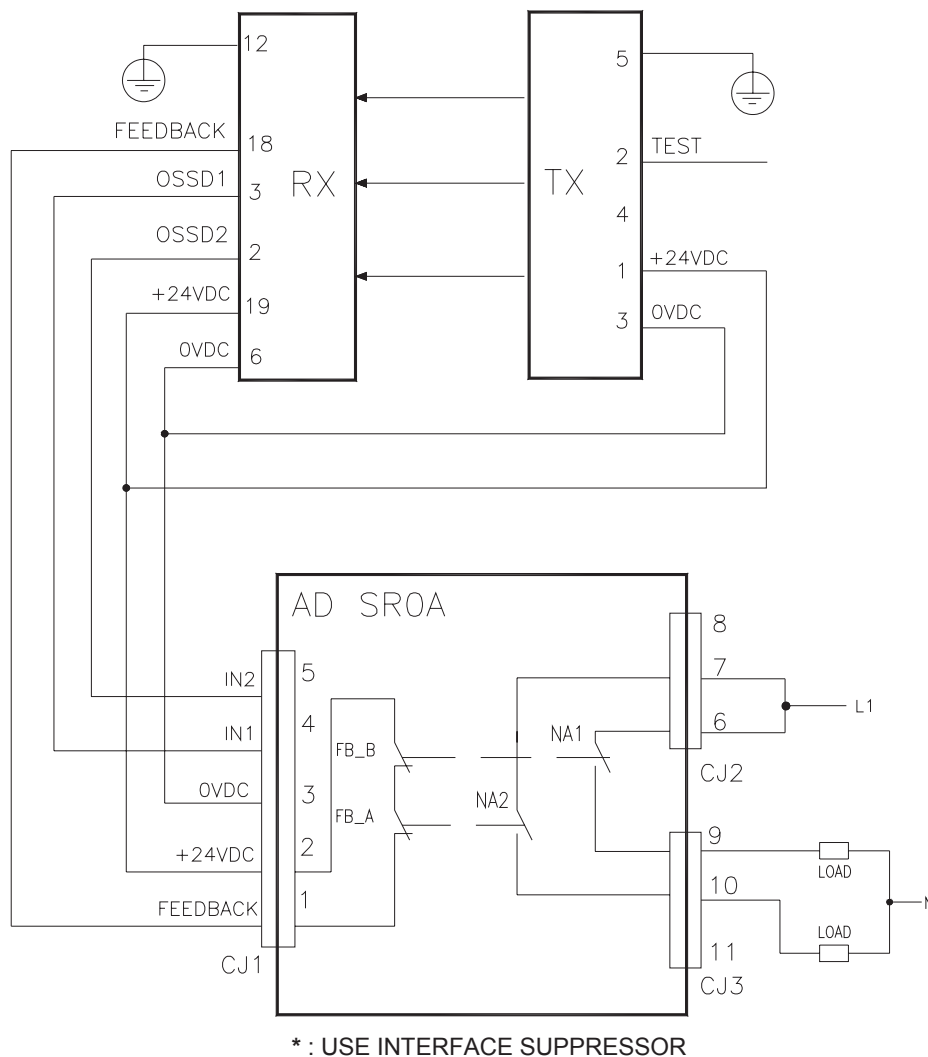 12
FEEDBACK
18
OSSD1
3
OSSD2
2
+24VDC
19
0VDC
6
RX
TX
5
TEST
2
4
+24VDC
1
0VDC
3
AD SR0A
IN2
5
IN1
4
0VDC
3
+24VDC
2
FEEDBACK
1
CJ1
FB_B
FB_A
NA1
NA2
8
7
6
L1
CJ2
9
LOAD
10
N
LOAD
11
CJ3
* : USE INTERFACE SUPPRESSOR